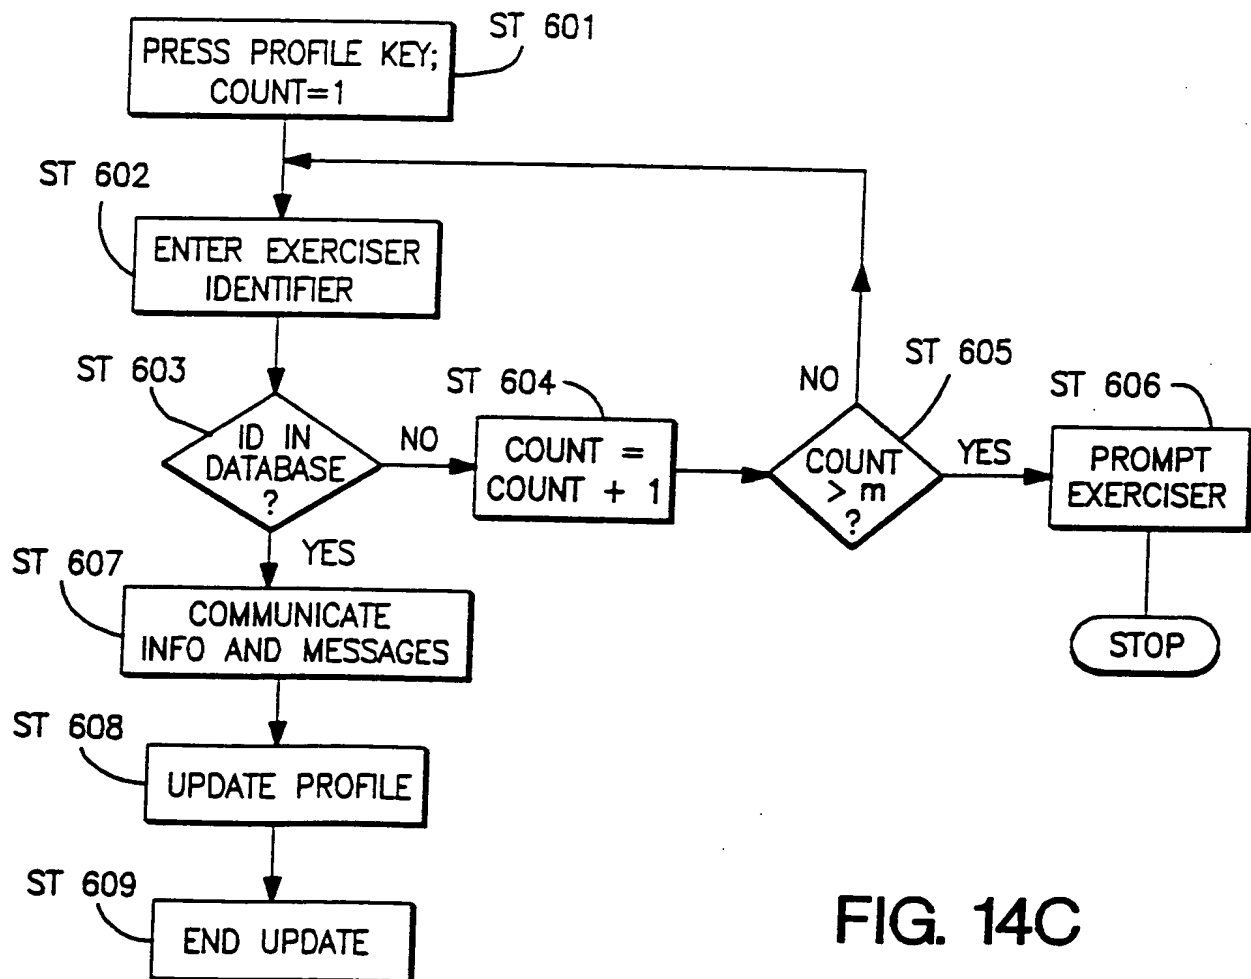 ST 601
PRESS PROFILE KEY;
COUNT=1
ST 602
ENTER EXERCISER
IDENTIFIER
ST 603
ID IN
DATABASE
?
NO
YES
ST 604
COUNT =
COUNT + 1
ST 605
COUNT
> m
?
NO
YES
ST 606
PROMPT
EXERCISER
STOP
ST 607
COMMUNICATE
INFO AND MESSAGES
ST 608
UPDATE PROFILE
ST 609
END UPDATE
FIG. 14C